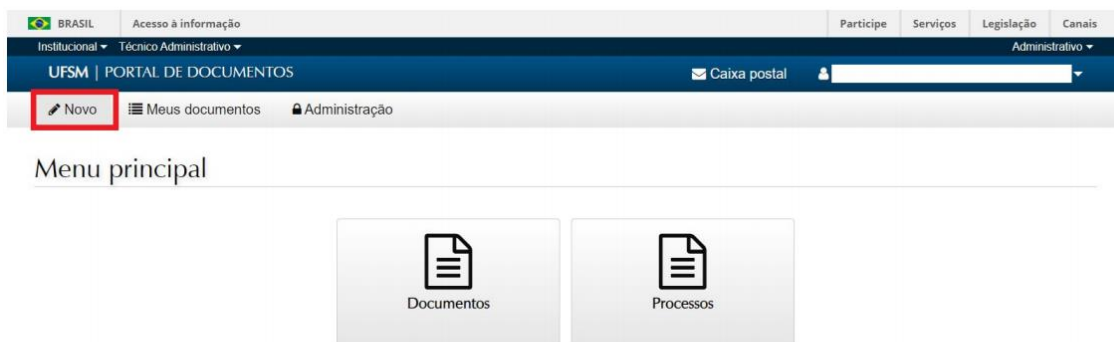 BRASIL Acesso à informação Participe Serviços Legislação Canais
Institucional Técnico Administrativo Administrativo
UFSM | PORTAL DE DOCUMENTOS Caixa postal
Novo Meus documentos Administração
Menu principal
Documentos Processos